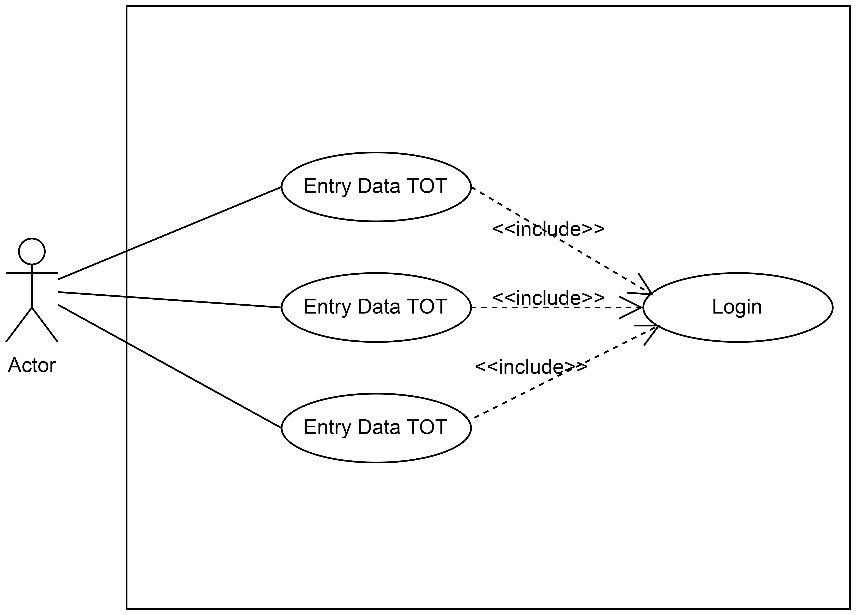 Entry Data TOT
<<include>>
Entry Data TOT
<<include>>
Login
Actor
<<include>>
Entry Data TOT